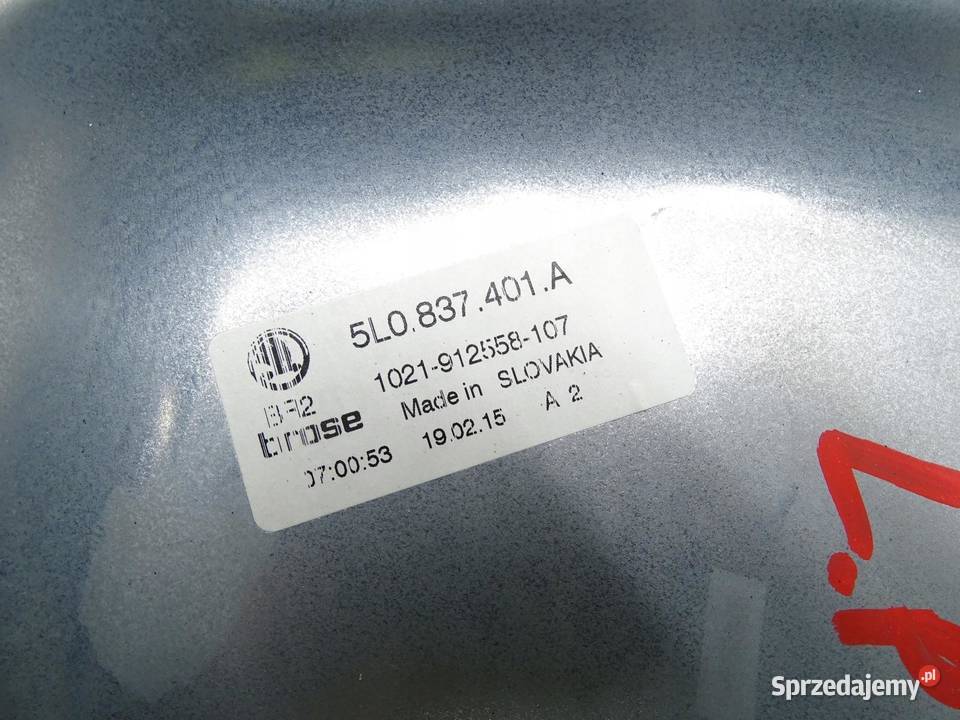 5L0.837.401.A
1021-912558-107
BR2
brose
Made in SLOVAKIA
07:00:53 19.02.15 A 2
Sprzedajemy.pl